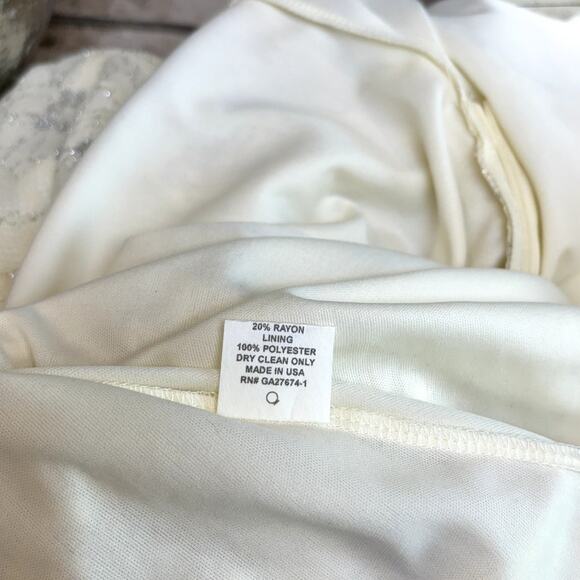 20% RAYON
LINING
100% POLYESTER
DRY CLEAN ONLY
MADE IN USA
RN# GA27674-1